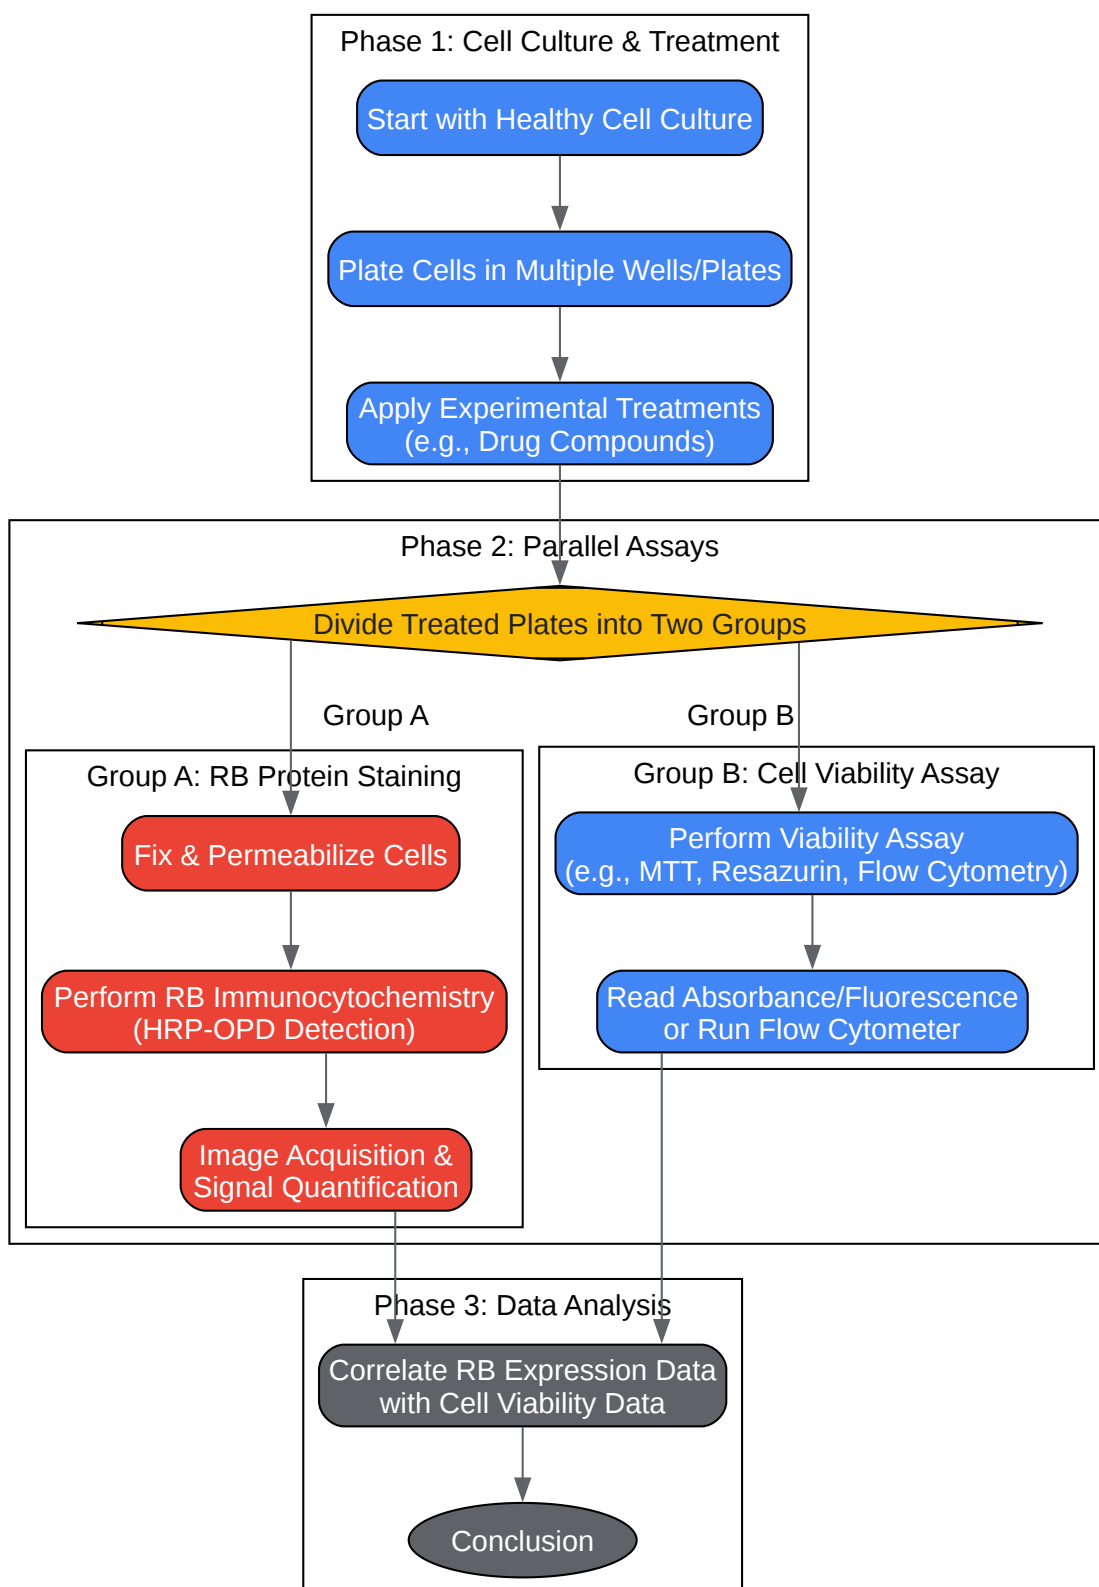 Phase 1: Cell Culture & Treatment
Start with Healthy Cell Culture
Plate Cells in Multiple Wells/Plates
Apply Experimental Treatments
(e.g., Drug Compounds)
Phase 2: Parallel Assays
Divide Treated Plates into Two Groups
Group A
Group B
Group A: RB Protein Staining
Fix & Permeabilize Cells
Perform RB Immunocytochemistry
(HRP-OPD Detection)
Image Acquisition &
Signal Quantification
Group B: Cell Viability Assay
Perform Viability Assay
(e.g., MTT, Resazurin, Flow Cytometry)
Read Absorbance/Fluorescence
or Run Flow Cytometer
Phase 3: Data Analysis
Correlate RB Expression Data
with Cell Viability Data
Conclusion